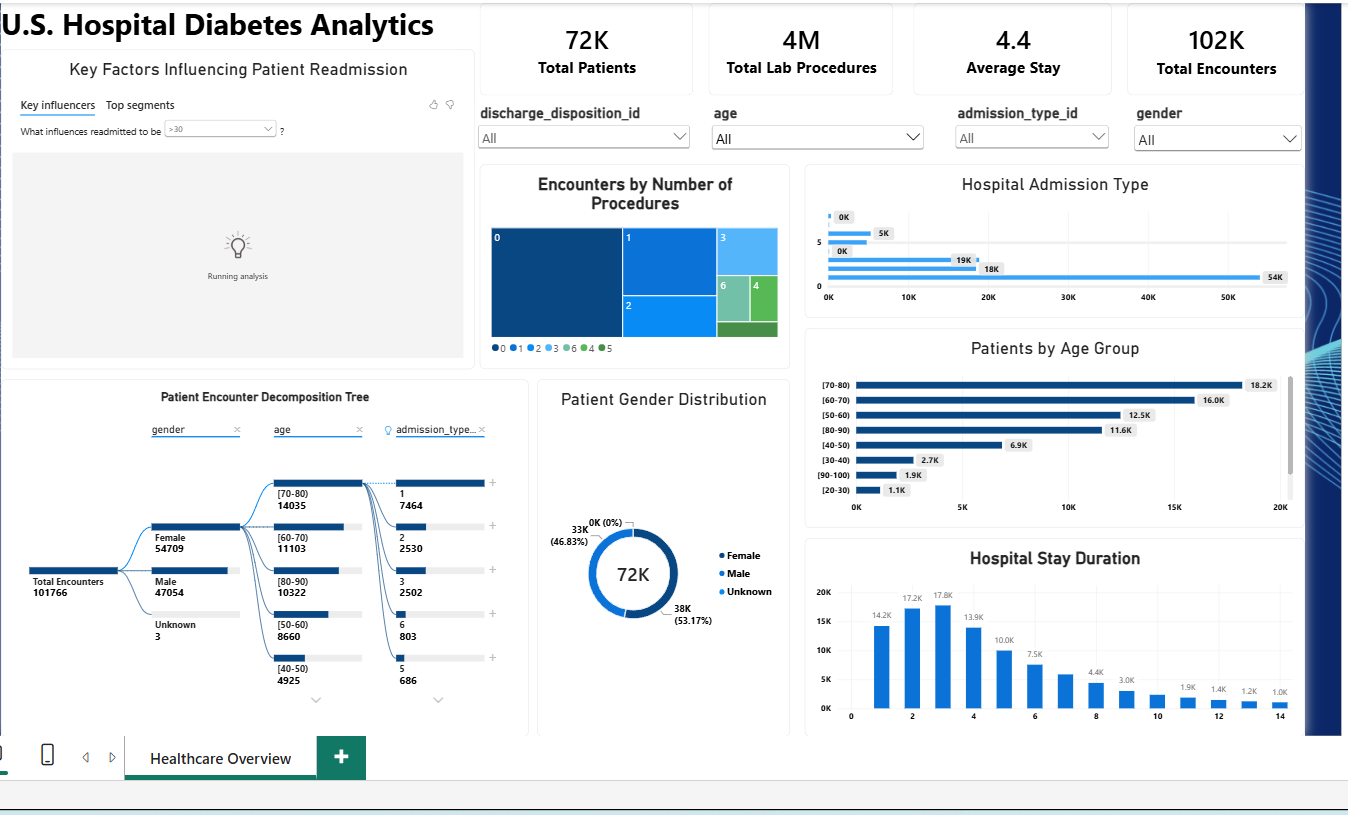 U.S. Hospital Diabetes Analytics
72K
Total Patients
4M
Total Lab Procedures
4.4
Average Stay
102K
Total Encounters
Key Factors Influencing Patient Readmission
Key influencers Top segments
What influences readmitted to be >30 ?
Running analysis
discharge_disposition_id
All
age
All
admission_type_id
All
gender
All
Encounters by Number of
Procedures
0
1
2
3
6
4
0 1 2 3 6 4 5
Hospital Admission Type
5
0
0K
5K
0K
19K
18K
54K
0K 10K 20K 30K 40K 50K
Patients by Age Group
[70-80) 18.2K
[60-70) 16.0K
[50-60) 12.5K
[80-90) 11.6K
[40-50) 6.9K
[30-40) 2.7K
[90-100) 1.9K
[20-30) 1.1K
0K 5K 10K 15K 20K
Patient Encounter Decomposition Tree
gender
age
admission_type...
Total Encounters
101766
Female
54709
Male
47054
Unknown
3
[70-80)
14035
[60-70)
11103
[80-90)
10322
[50-60)
8660
[40-50)
4925
1
7464
2
2530
3
2502
6
803
5
686
Patient Gender Distribution
0K (0%)
33K
(46.83%)
72K
38K
(53.17%)
Female
Male
Unknown
Hospital Stay Duration
20K
15K
10K
5K
0K
14.2K 17.2K 17.8K 13.9K 10.0K 7.5K 4.4K 3.0K 1.9K 1.4K 1.2K 1.0K
0 2 4 6 8 10 12 14
Healthcare Overview